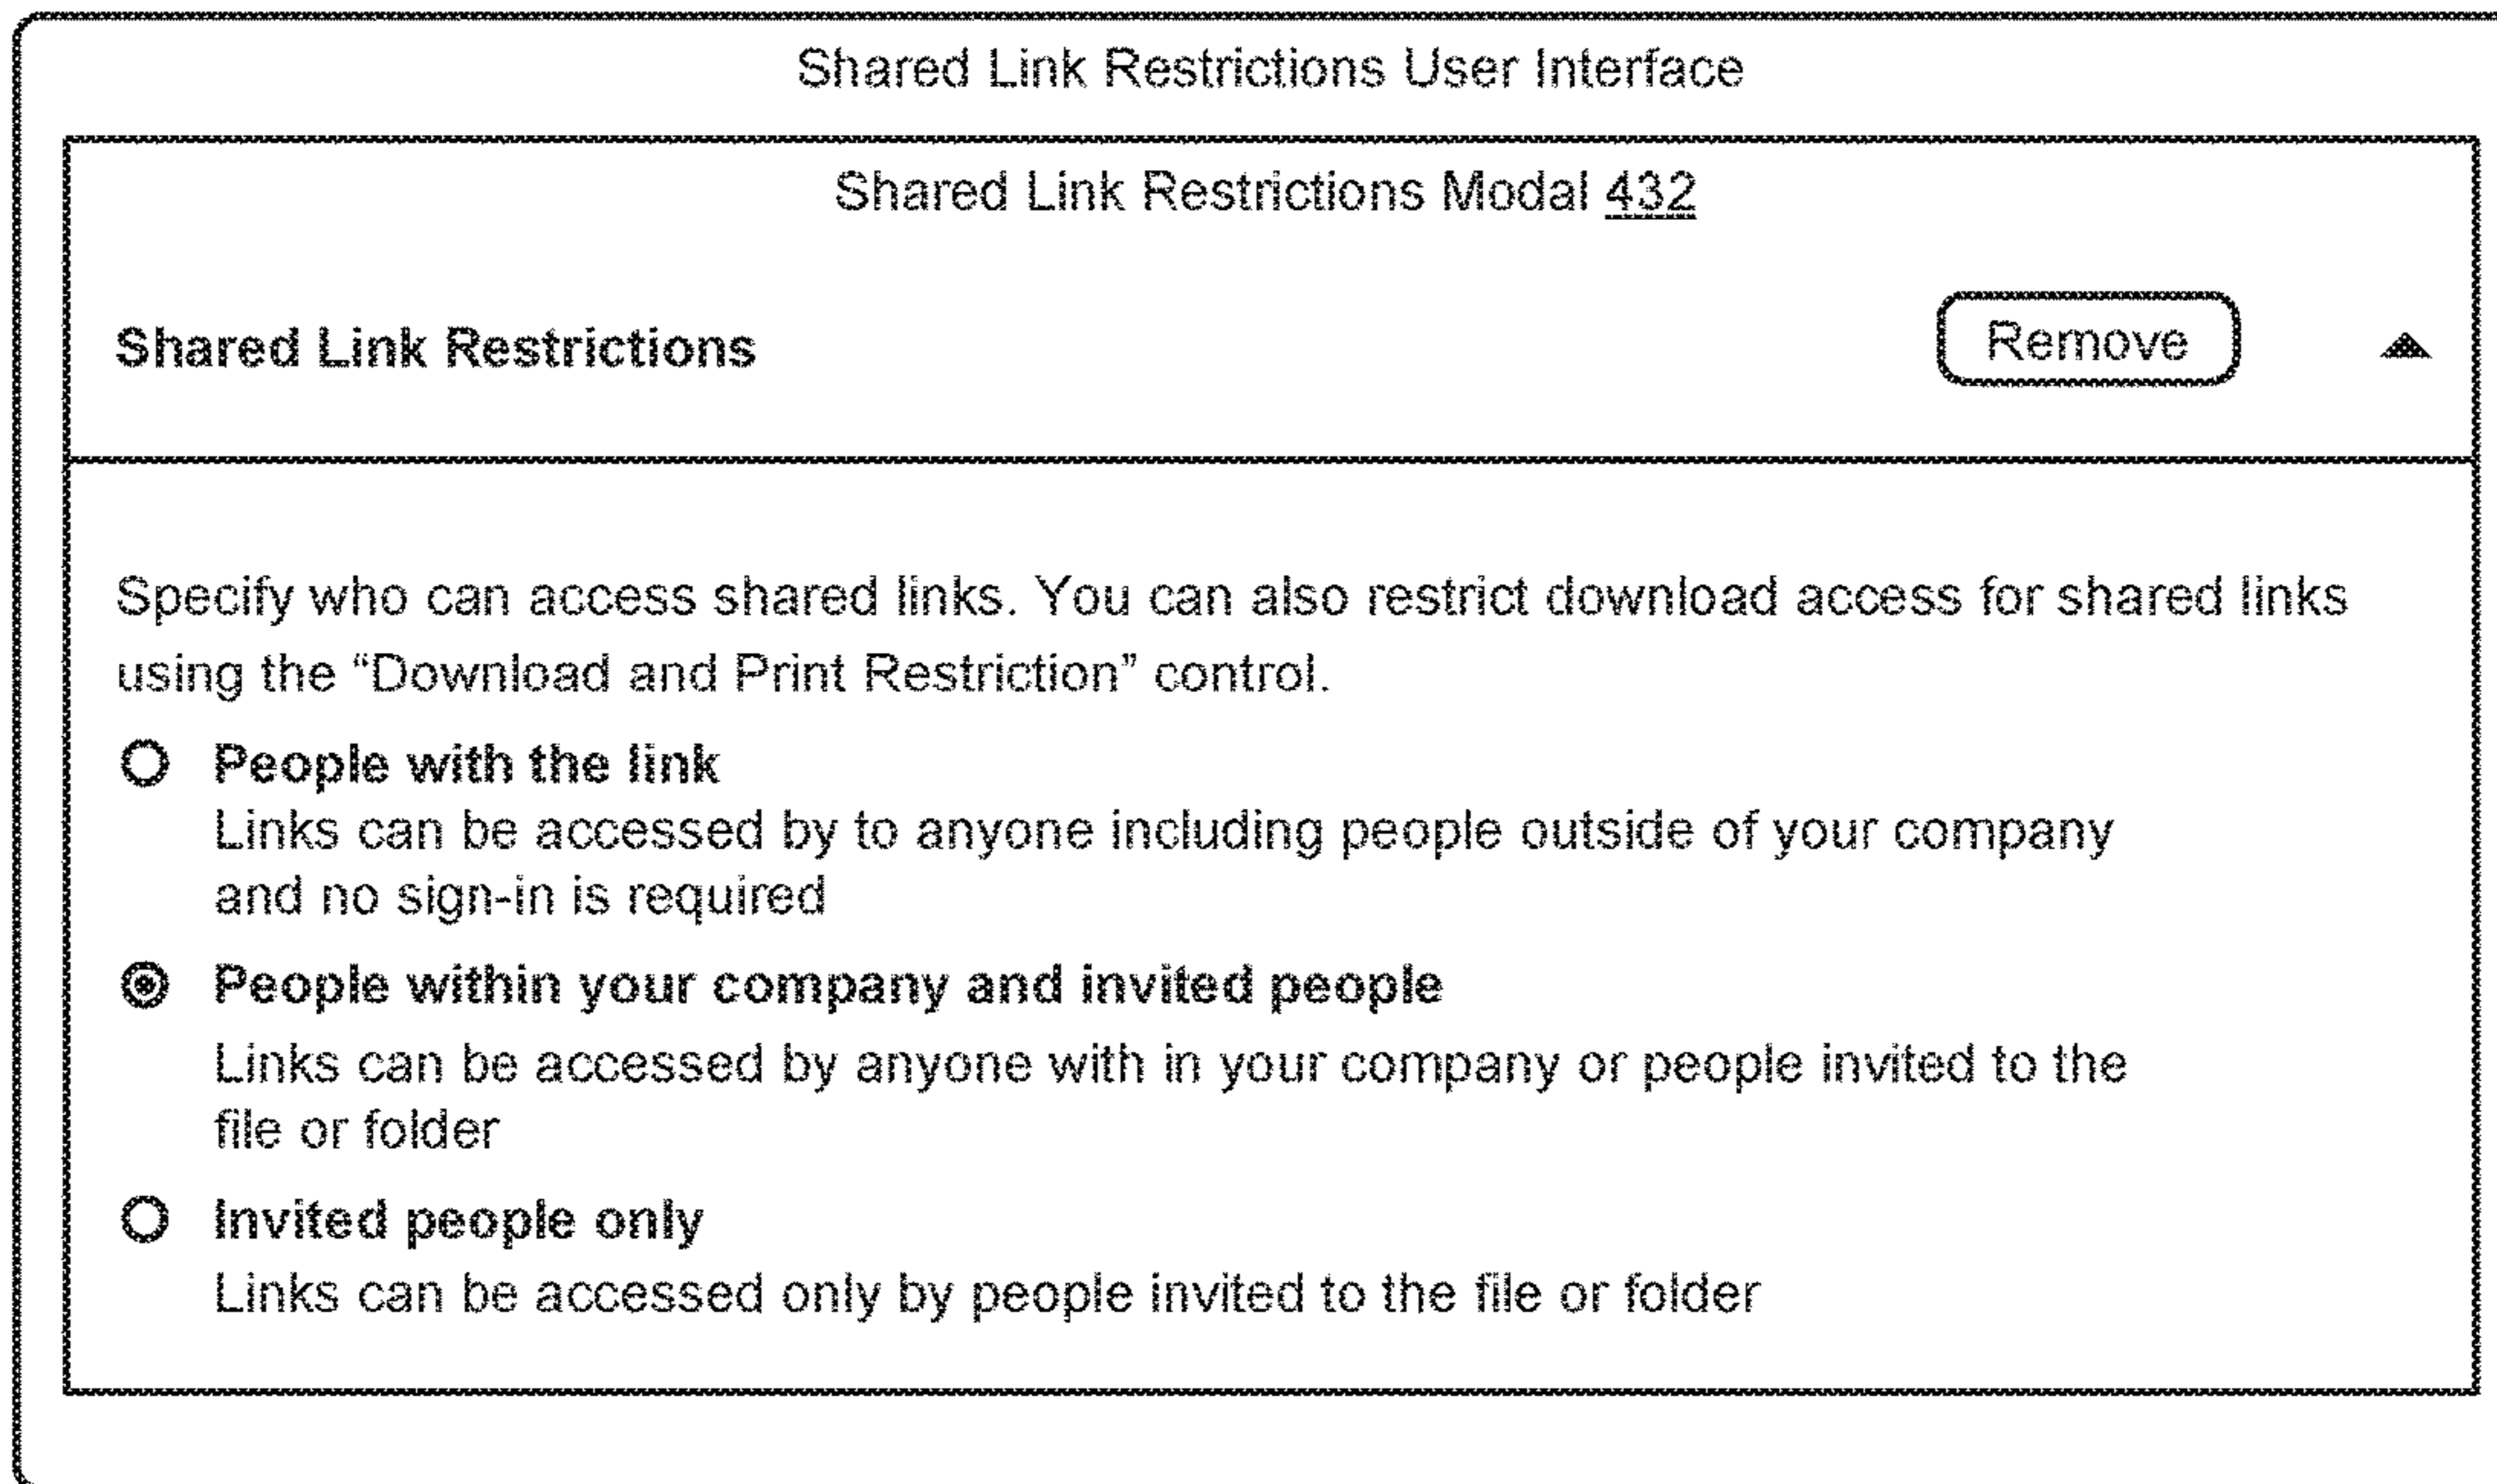 Shared Link Restrictions User Interface
Shared Link Restrictions Modal 432
Shared Link Restrictions
Remove
Specify who can access shared links. You can also restrict download access for shared links
using the “Download and Print Restriction” control.
People with the link
Links can be accessed by to anyone including people outside of your company
and no sign-in is required
People within your company and invited people
Links can be accessed by anyone with in your company or people invited to the
file or folder
Invited people only
Links can be accessed only by people invited to the file or folder